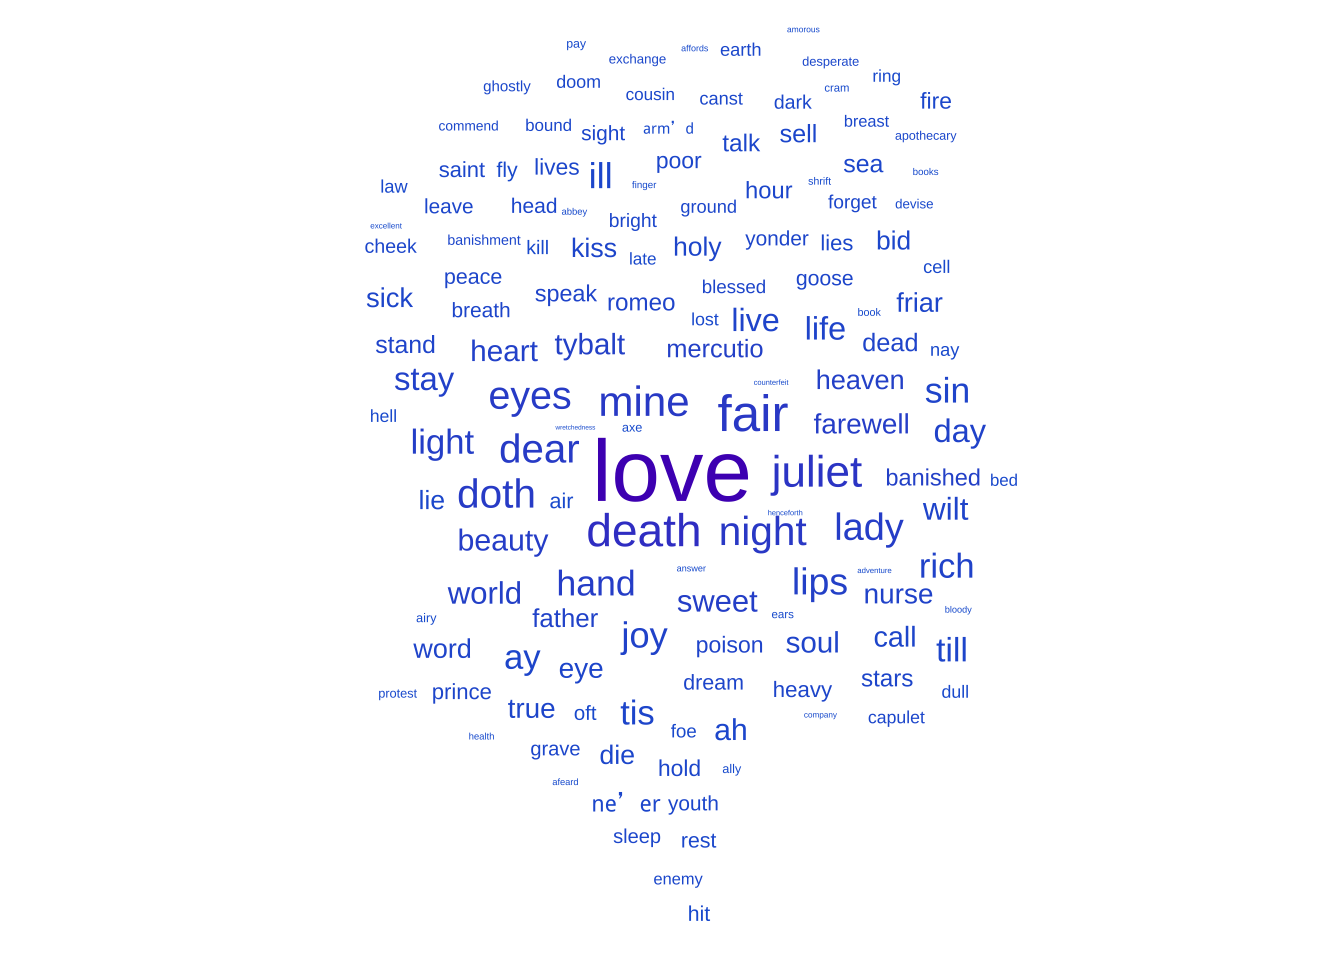 amorous
pay exchange affords earth desperate
ghostly doom cousin canst dark cram ring fire
commend bound sight arm’d talk sell breast apothecary
saint fly lives ill finger poor hour shrift sea books
law leave head abbey bright ground forget devise
excellent cheek banishment kill kiss late holy yonder lies bid
sick peace breath speak romeo blessed goose cell
lost live life book friar
stand heart tybalt mercutio dead nay
stay eyes mine counterfeit fair heaven sin
hell wretchedness axe farewell day
light dear love juliet banished bed
lie doth air henceforth wilt
beauty death night lady
world hand answer lips adventure rich
airy father sweet ears nurse bloody
word ay eye joy poison soul call till
protest prince dream heavy stars dull
true oft tis foe ah company capulet
health grave die hold ally
afeard ne’er youth
sleep rest
enemy
hit